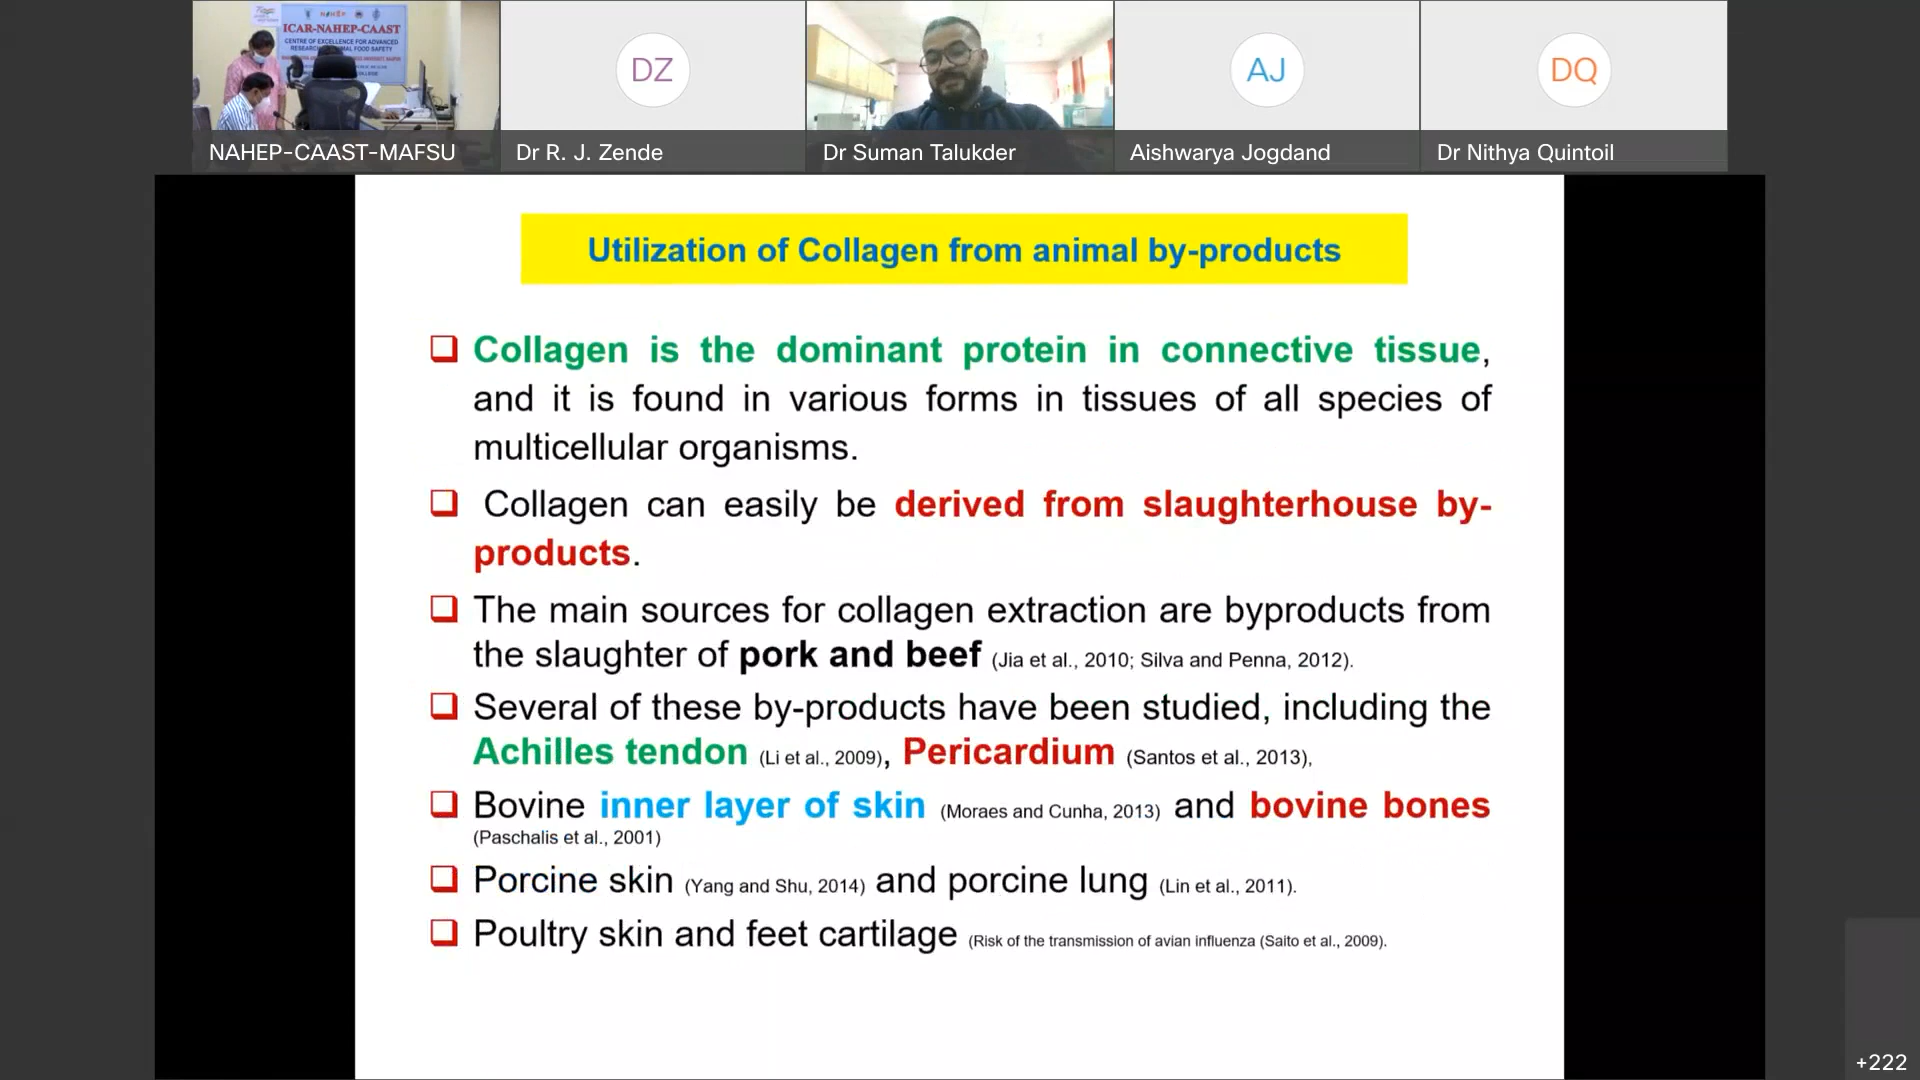 ICAR-NAHEP-CAAST
CENTRE OF EXCELLENCE FOR ADVANCED
NAHEP-CAAST-MAFSU
DZ
Dr R. J. Zende
Dr Suman Talukder
AJ
Aishwarya Jogdand
DQ
Dr Nithya Quintoil
Utilization of Collagen from animal by-products
Collagen is the dominant protein in connective tissue,
and it is found in various forms in tissues of all species of
multicellular organisms.
Collagen can easily be derived from slaughterhouse by-
products.
The main sources for collagen extraction are byproducts from
the slaughter of pork and beef (Jia et al., 2010; Silva and Penna, 2012).
Several of these by-products have been studied, including the
Achilles tendon (Li et al., 2009), Pericardium (Santos et al., 2013),
Bovine inner layer of skin (Moraes and Cunha, 2013) and bovine bones
(Paschalis et al., 2001)
Porcine skin (Yang and Shu, 2014) and porcine lung (Lin et al., 2011).
Poultry skin and feet cartilage (Risk of the transmission of avian influenza (Saito et al., 2009).
+222